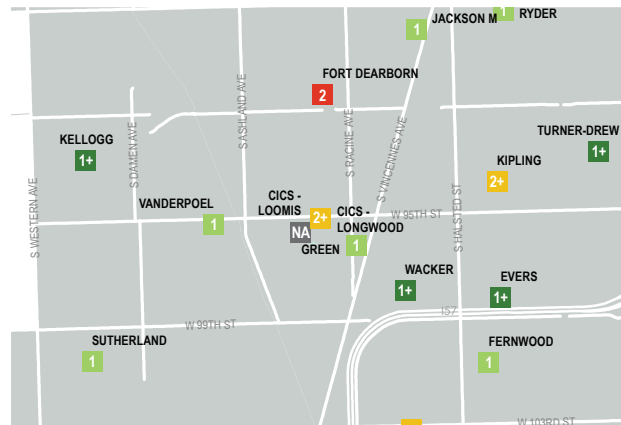 1
RYDER
JACKSON M
1
FORT DEARBORN
2
S WESTERN AVE
S DAMEN AVE
S ASHLAND AVE
S RACINE AVE
S VINCENNES AVE
S HALSTED ST
KELLOGG
1+
TURNER-DREW
1+
KIPLING
2+
VANDERPOEL
1
CICS -
LOOMIS
2+
NA
CICS -
LONGWOOD
W 95TH ST
GREEN
1
WACKER
1+
EVERS
1+
I57
W 99TH ST
SUTHERLAND
1
FERNWOOD
1
W 103RD ST